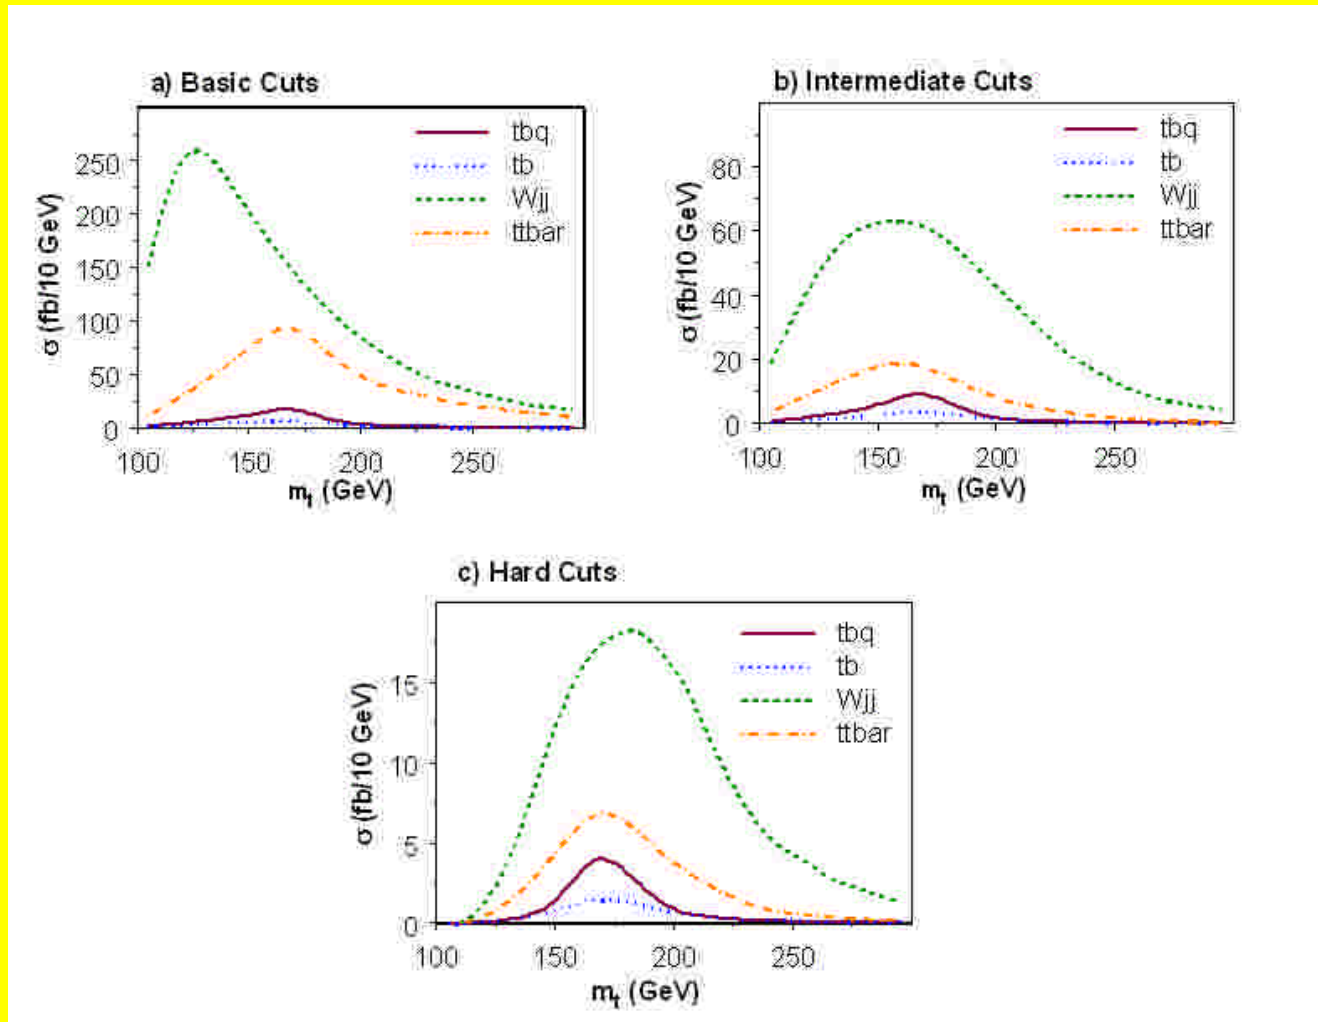 a) Basic Cuts
tbq
tb
Wjj
ttbar
250
200
150
100
50
0
σ (fb/10 GeV)
100
150
200
250
mt (GeV)
b) Intermediate Cuts
tbq
tb
Wjj
ttbar
80
60
40
20
0
σ (fb/10 GeV)
100
150
200
250
mt (GeV)
c) Hard Cuts
tbq
tb
Wjj
ttbar
15
10
5
0
σ (fb/10 GeV)
100
150
200
250
mt (GeV)